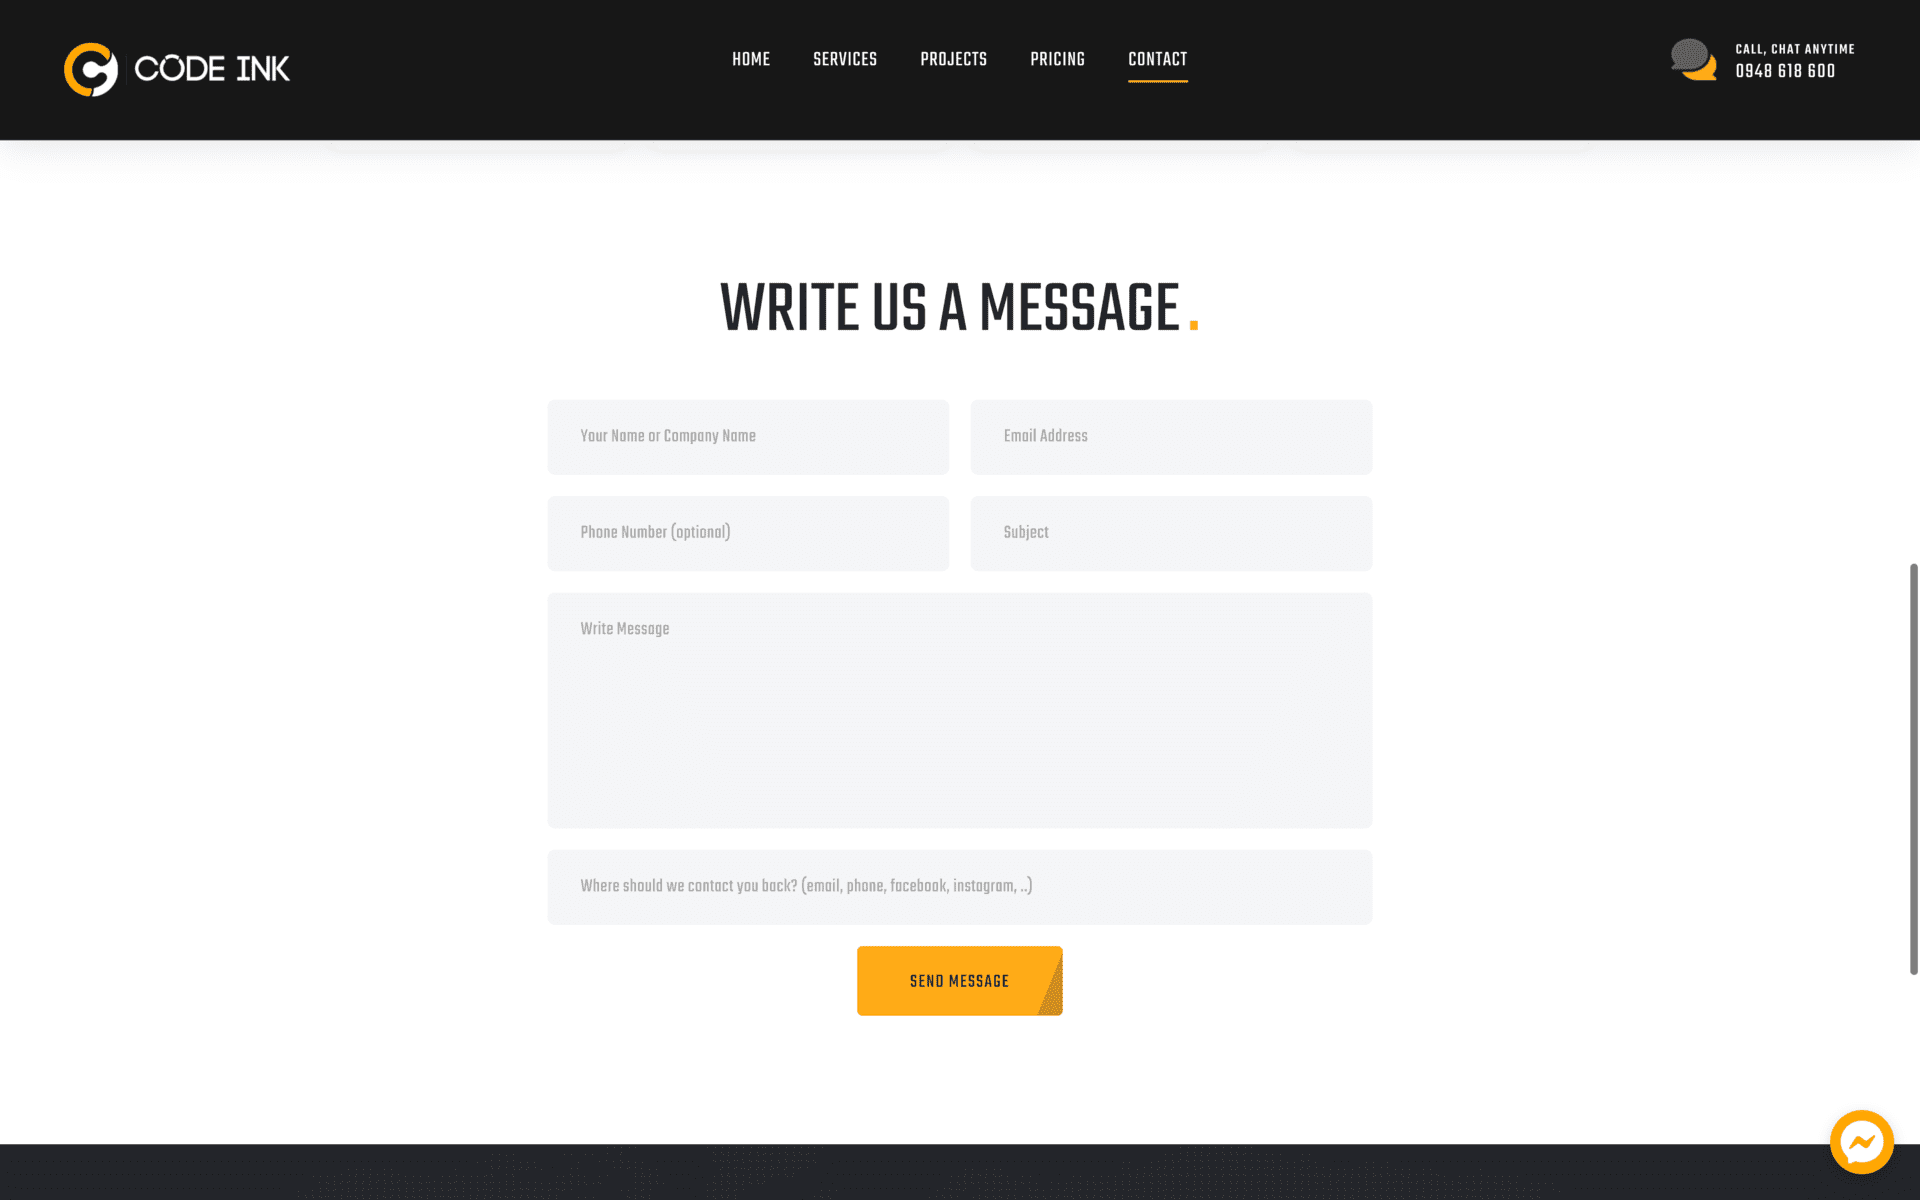 CODE INK
HOME SERVICES PROJECTS PRICING CONTACT
CALL, CHAT ANYTIME
0948 618 600
WRITE US A MESSAGE.
Your Name or Company Name
Email Address
Phone Number (optional)
Subject
Write Message
Where should we contact you back? (email, phone, facebook, instagram, ..)
SEND MESSAGE